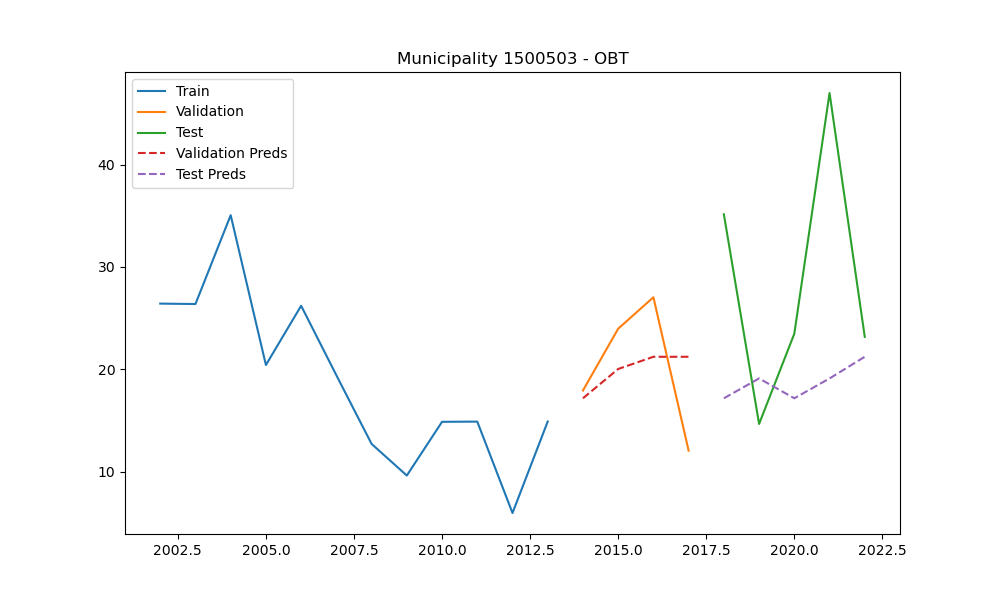 Municipality 1500503 - OBT
Train
Validation
Test
Validation Preds
Test Preds
40
30
20
10
2002.5 2005.0 2007.5 2010.0 2012.5 2015.0 2017.5 2020.0 2022.5